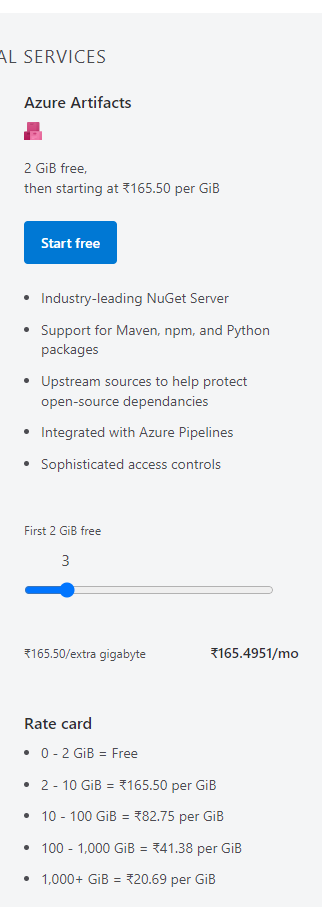 AL SERVICES
Azure Artifacts
2 GiB free,
then starting at ₹165.50 per GiB
Start free
Industry-leading NuGet Server
Support for Maven, npm, and Python
packages
Upstream sources to help protect
open-source dependancies
Integrated with Azure Pipelines
Sophisticated access controls
First 2 GiB free
3
₹165.50/extra gigabyte ₹165.4951/mo
Rate card
0 - 2 GiB = Free
2 - 10 GiB = ₹165.50 per GiB
10 - 100 GiB = ₹82.75 per GiB
100 - 1,000 GiB = ₹41.38 per GiB
1,000+ GiB = ₹20.69 per GiB